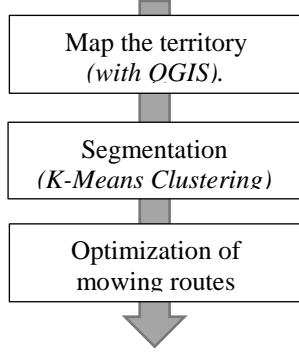 Map the territory
(with QGIS).
Segmentation
(K-Means Clustering)
Optimization of
mowing routes